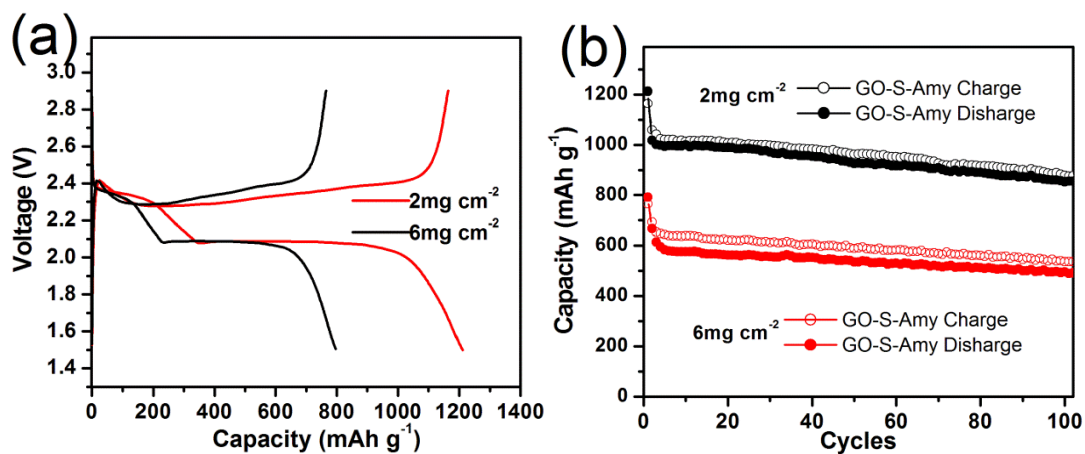 (a)
3.0
2.8
2.6
2.4
2.2
2.0
1.8
1.6
1.4
Voltage (V)
2mg cm-2
6mg cm-2
0 200 400 600 800 1000 1200 1400
Capacity (mAh g-1)
(b)
1200
1000
800
600
400
200
0
Capacity (mAh g-1)
2mg cm-2
GO-S-Amy Charge
GO-S-Amy Disharge
6mg cm-2
GO-S-Amy Charge
GO-S-Amy Disharge
0 20 40 60 80 100
Cycles